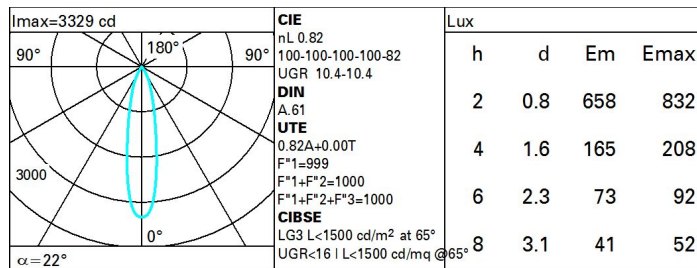 Imax=3329 cd
90°
180°
90°
3000
0°
α=22°
CIE
nL 0.82
100-100-100-100-82
UGR 10.4-10.4
DIN
A.61
UTE
0.82A+0.00T
F"1=999
F"1+F"2=1000
F"1+F"2+F"3=1000
CIBSE
LG3 L<1500 cd/m² at 65°
UGR<16 | L<1500 cd/mq @65°
Lux
h d Em Emax
2 0.8 658 832
4 1.6 165 208
6 2.3 73 92
8 3.1 41 52